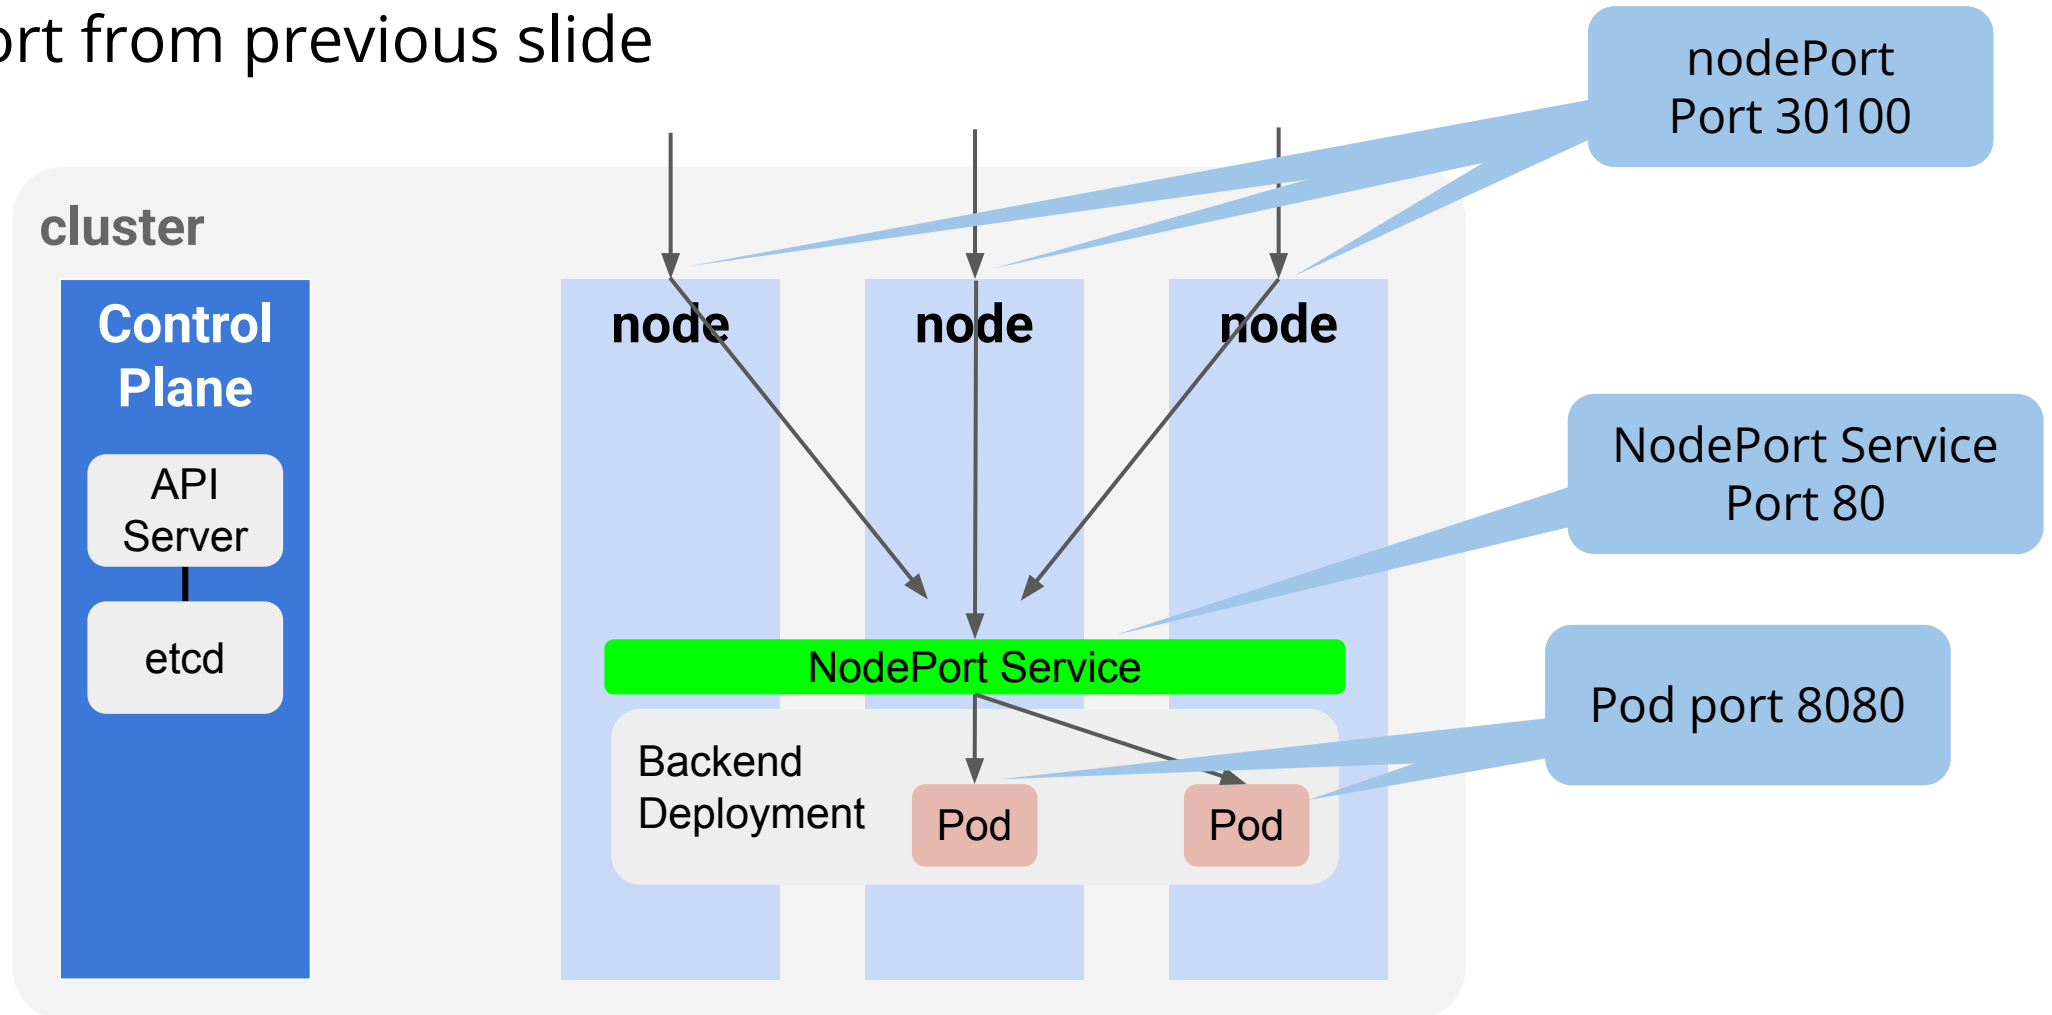 ort from previous slide
nodePort
Port 30100
cluster
Control
Plane
API
Server
etcd
node
node
node
NodePort Service
Port 80
NodePort Service
Backend
Deployment
Pod
Pod
Pod port 8080